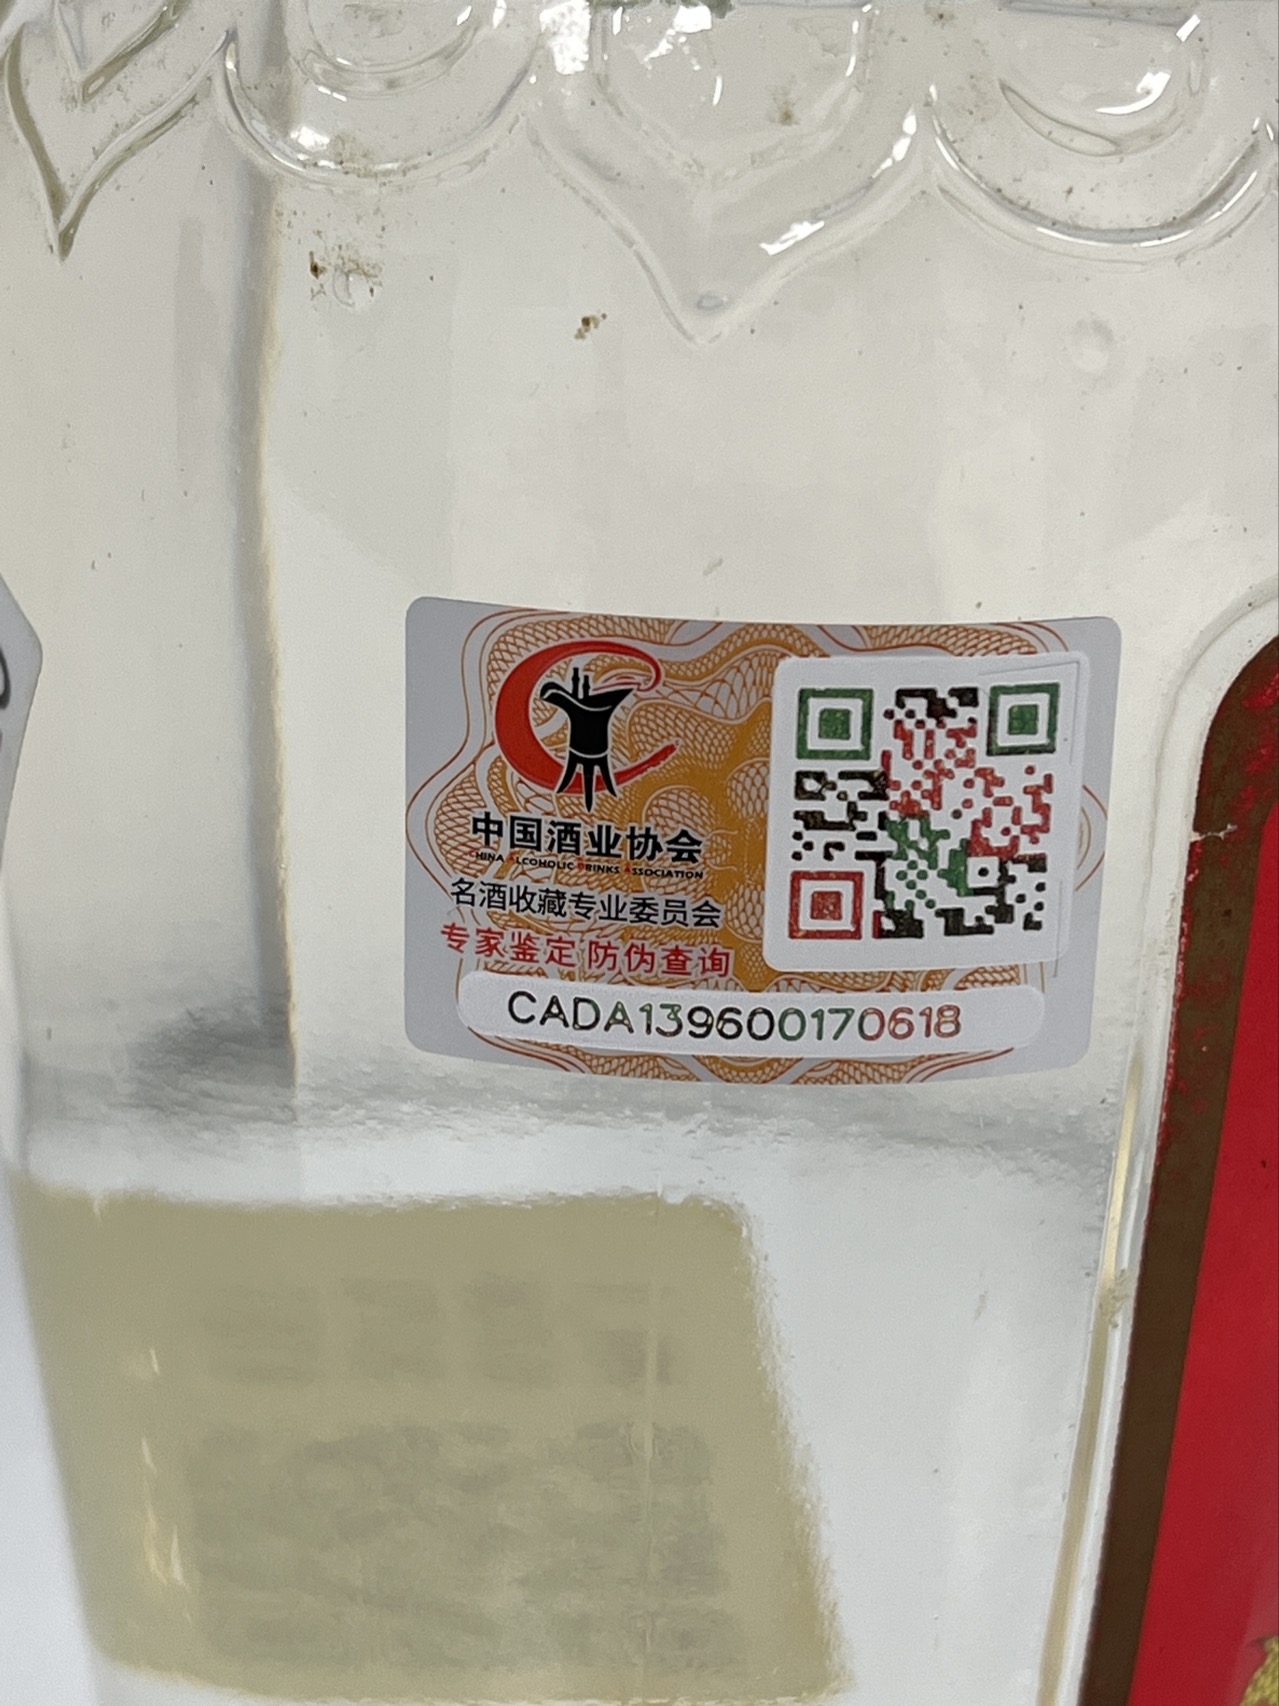 中国酒业协会
CHINA ALCOHOLIC DRINKS ASSOCIATION
名酒收藏专业委员会
专家鉴定 防伪查询
CADA139600170618